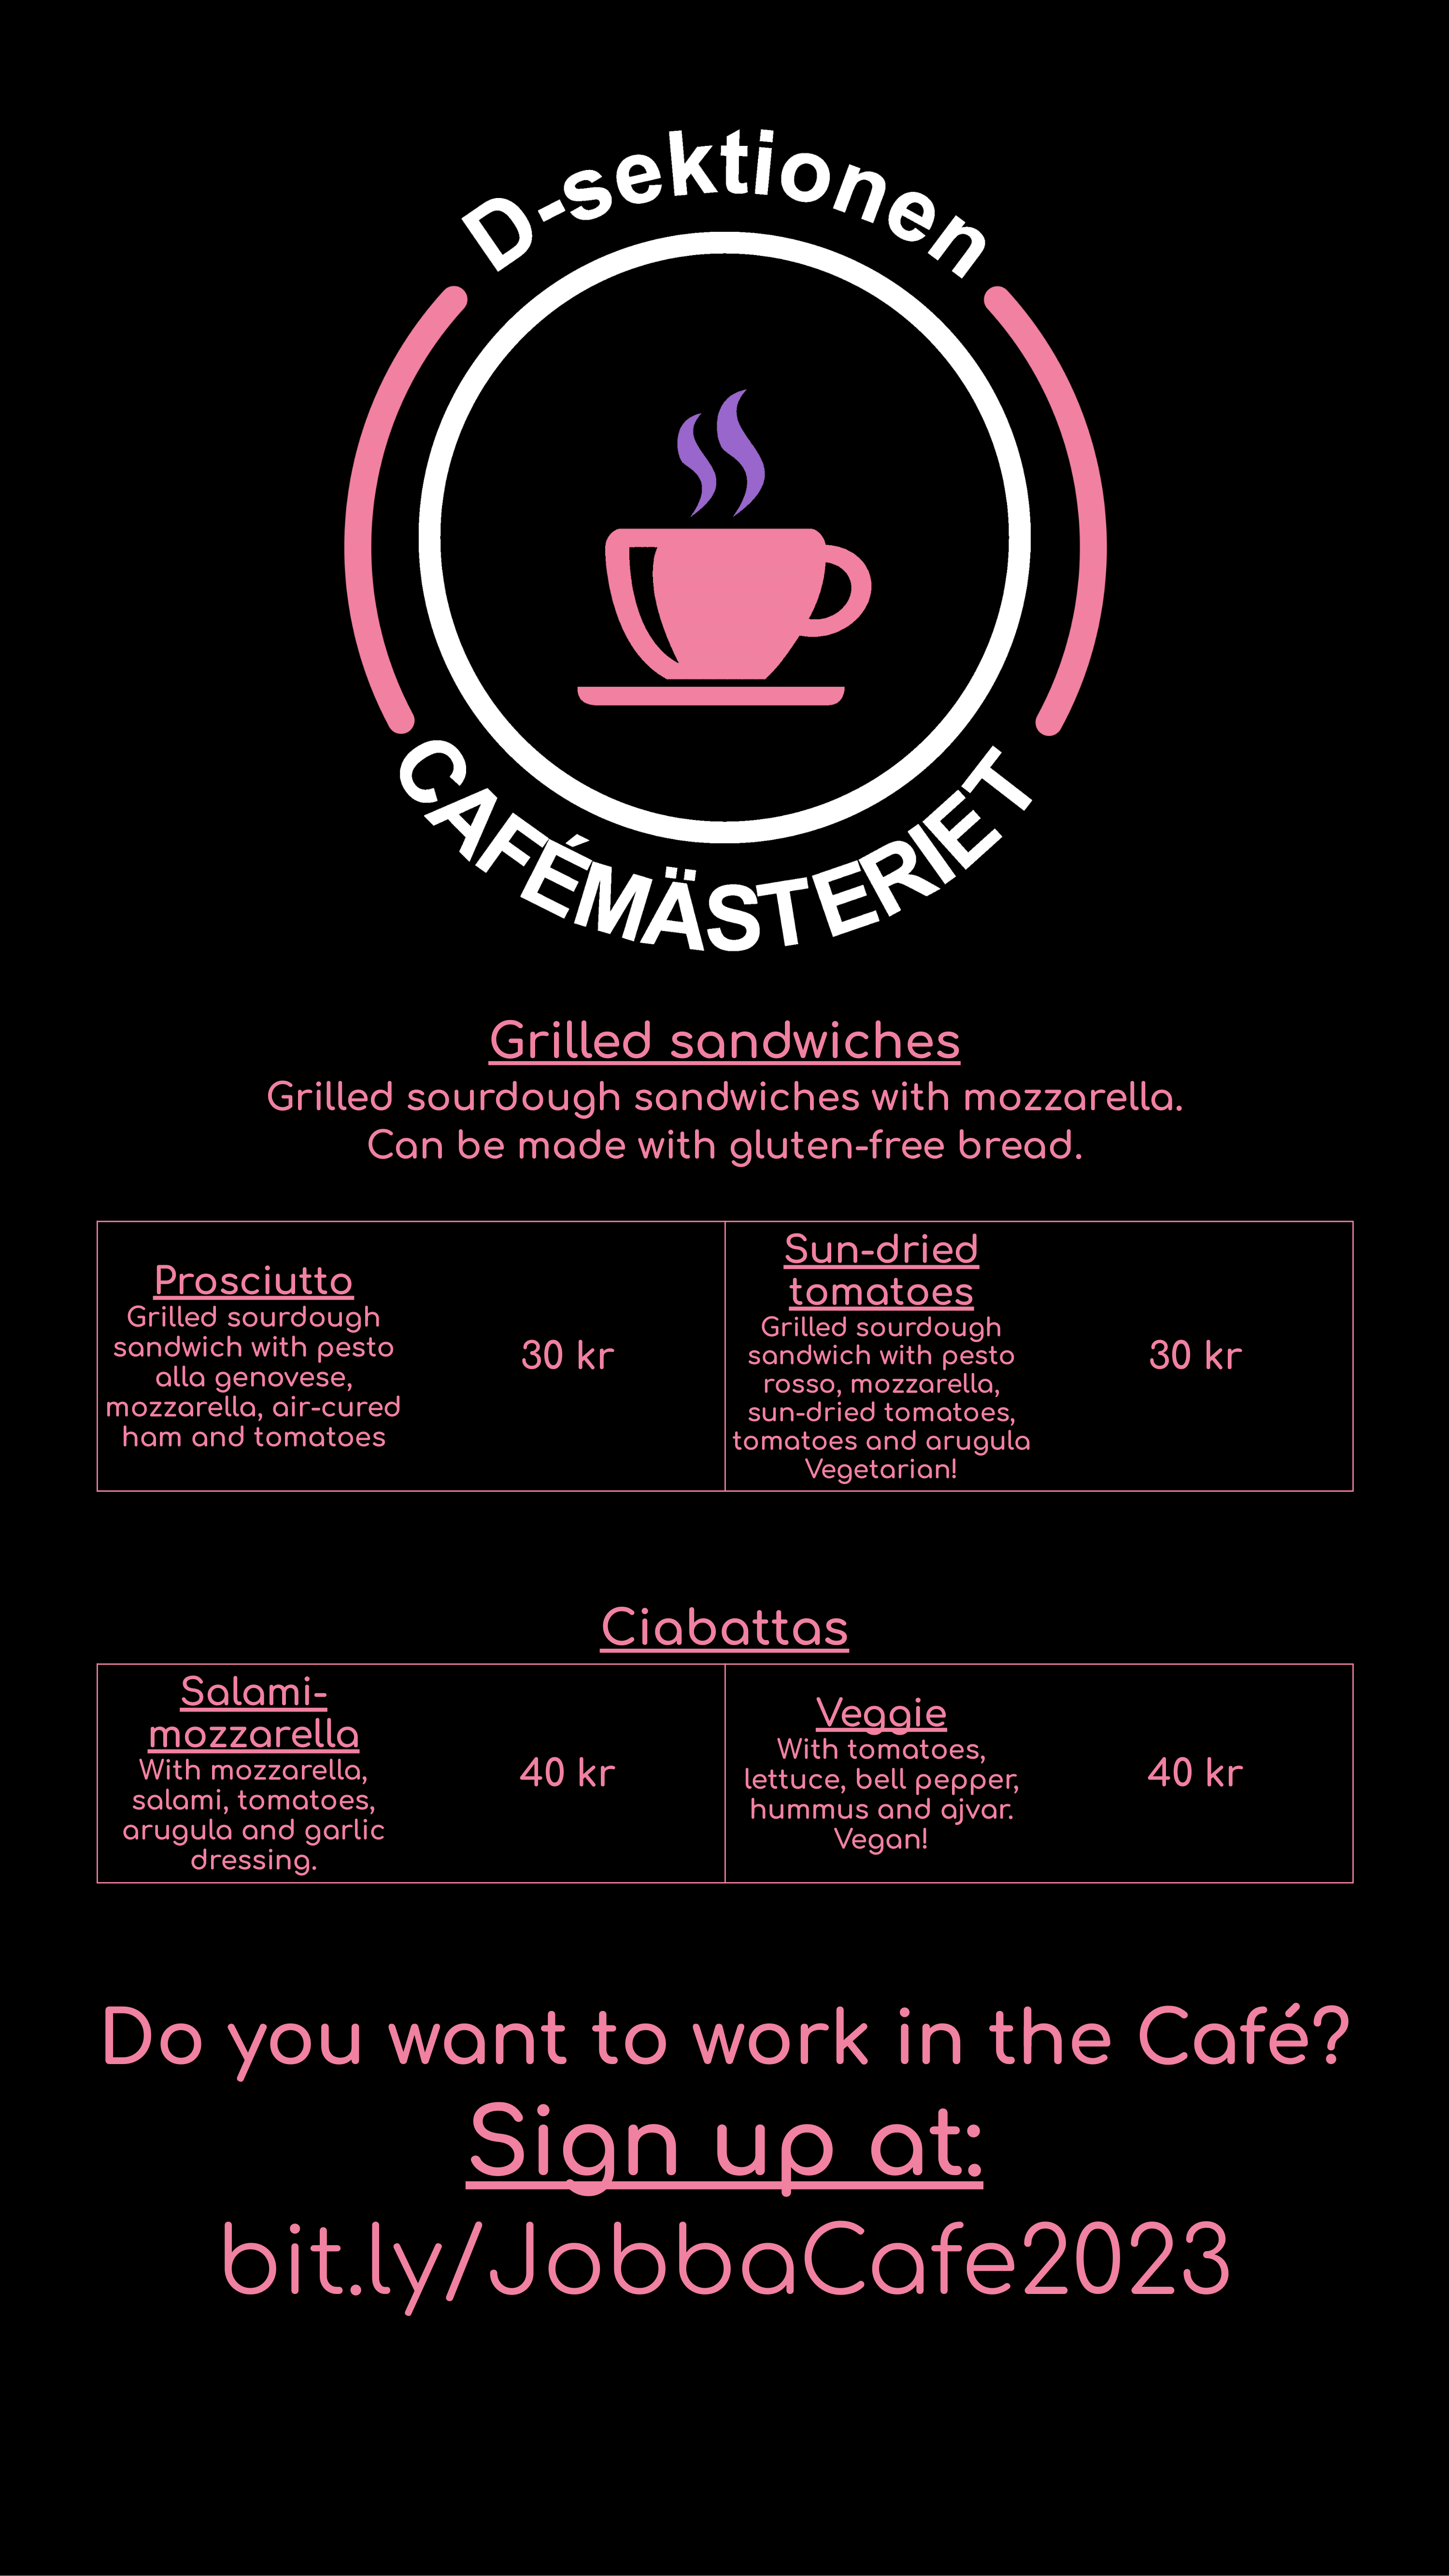 D-sektionen
CAFÉMÄSTERIET
Grilled sandwiches
Grilled sourdough sandwiches with mozzarella.
Can be made with gluten-free bread.
Prosciutto
Grilled sourdough
sandwich with pesto
alla genovese,
mozzarella, air-cured
ham and tomatoes
30 kr
Sun-dried
tomatoes
Grilled sourdough
sandwich with pesto
rosso, mozzarella,
sun-dried tomatoes,
tomatoes and arugula
Vegetarian!
30 kr
Ciabattas
Salami-
mozzarella
With mozzarella,
salami, tomatoes,
arugula and garlic
dressing.
40 kr
Veggie
With tomatoes,
lettuce, bell pepper,
hummus and ajvar.
Vegan!
40 kr
Do you want to work in the Café?
Sign up at:
bit.ly/JobbaCafe2023